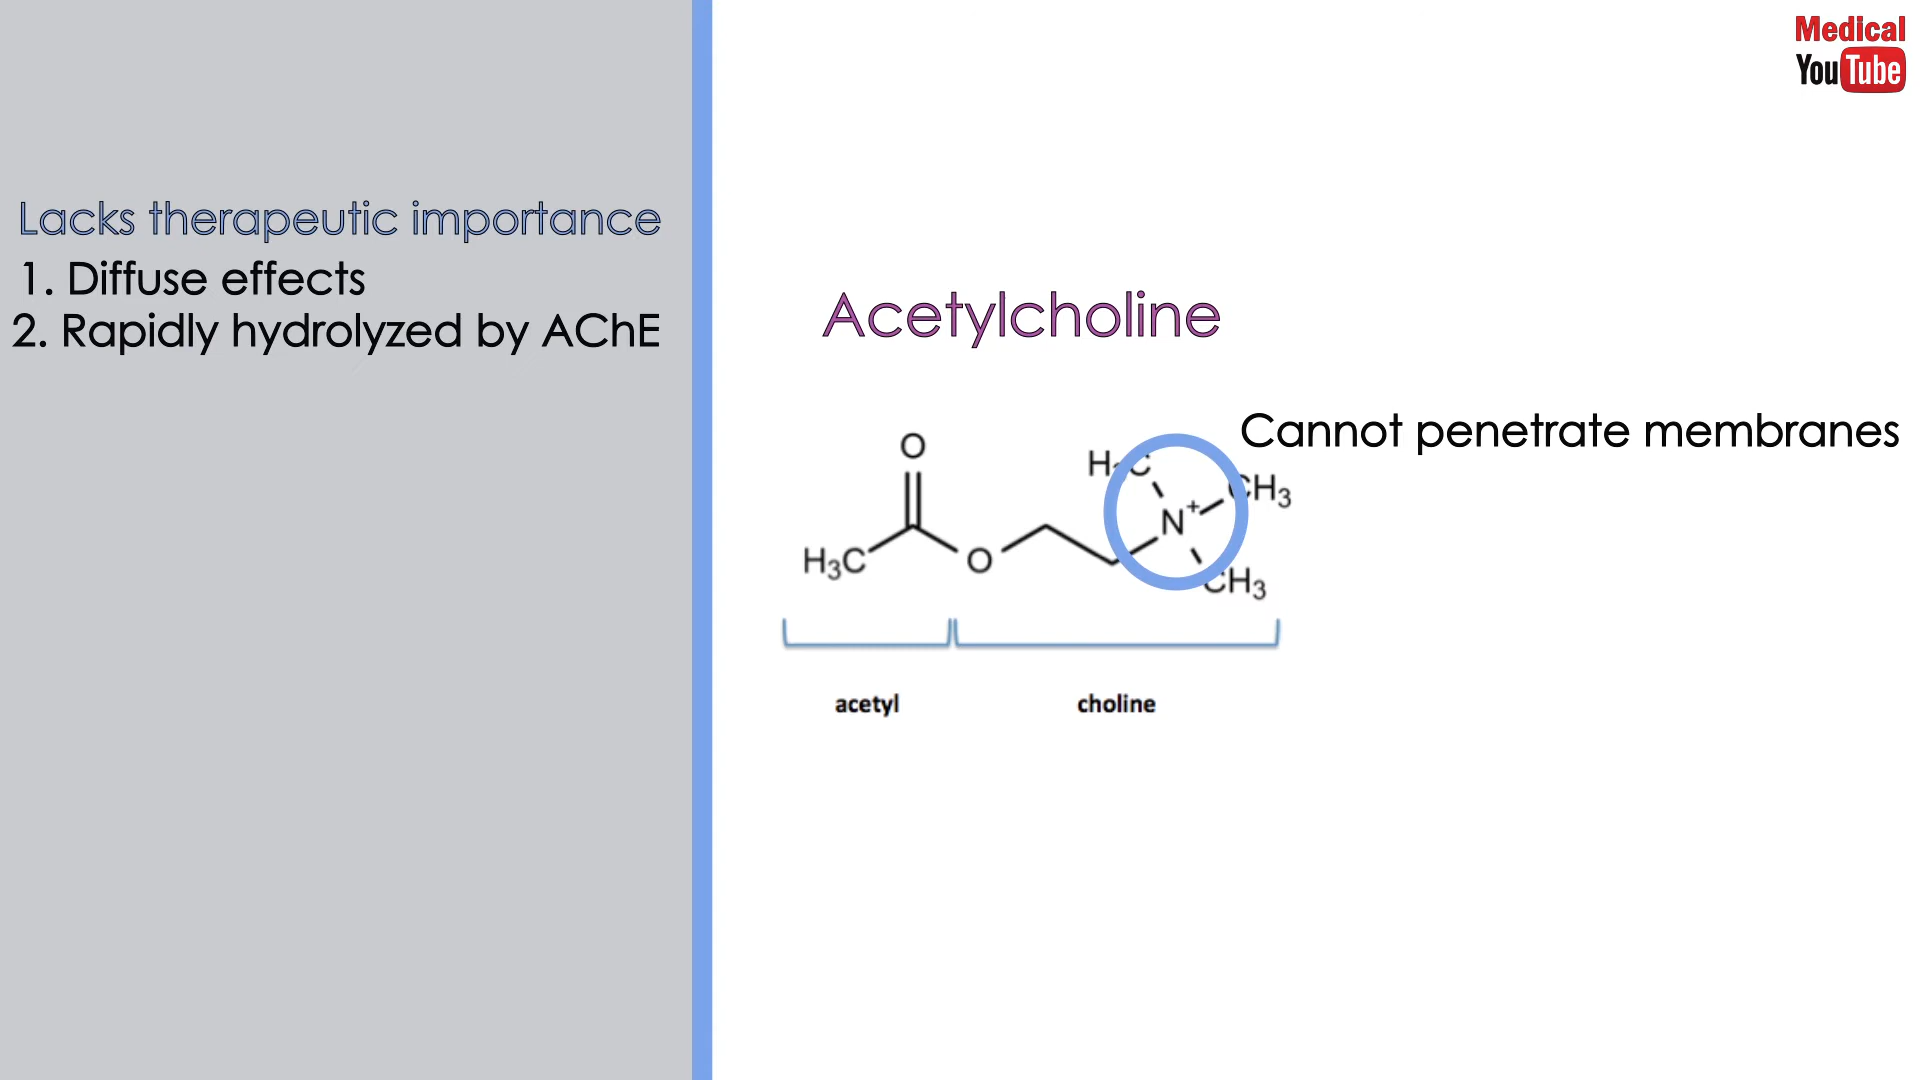 Medical
YouTube
Lacks therapeutic importance
1. Diffuse effects
2. Rapidly hydrolyzed by AChE
Acetylcholine
Cannot penetrate membranes
O
H₃C
CH₃
N⁺
H₃C
O
CH₃
acetyl
choline